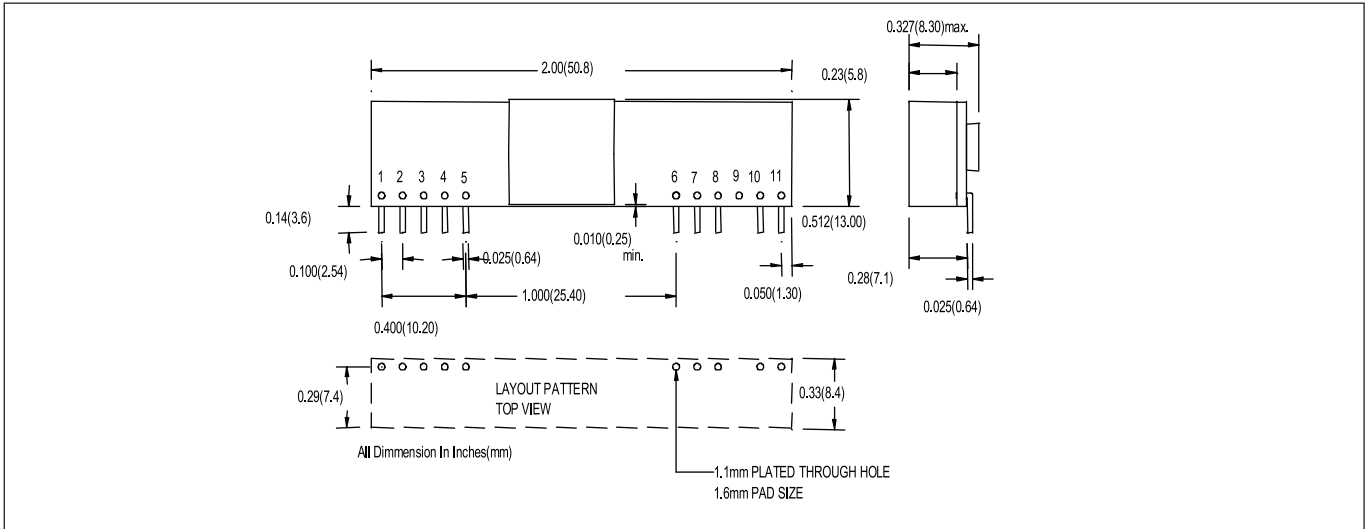 0.327(8.30)max.
2.00(50.8)
0.23(5.8)
1 2 3 4 5 6 7 8 9 10 11
0.14(3.6)
0.512(13.00)
0.010(0.25)
min.
0.100(2.54)
0.025(0.64)
0.28(7.1)
1.000(25.40)
0.050(1.30)
0.025(0.64)
0.400(10.20)
0.29(7.4)
LAYOUT PATTERN
TOP VIEW
0.33(8.4)
All Dimmension In Inches(mm)
1.1mm PLATED THROUGH HOLE
1.6mm PAD SIZE